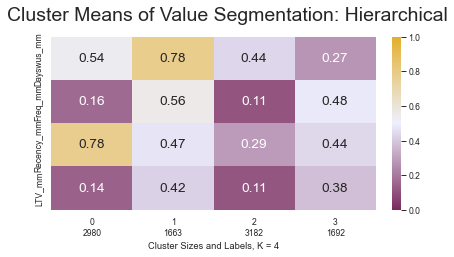 Cluster Means of Value Segmentation: Hierarchical
Dayswus_mm 0.54 0.78 0.44 0.27
Freq_mm 0.16 0.56 0.11 0.48
Recency_mm 0.78 0.47 0.29 0.44
LTV_mm 0.14 0.42 0.11 0.38
0 1 2 3
2980 1663 3182 1692
Cluster Sizes and Labels, K = 4
1.0
0.8
0.6
0.4
0.2
0.0